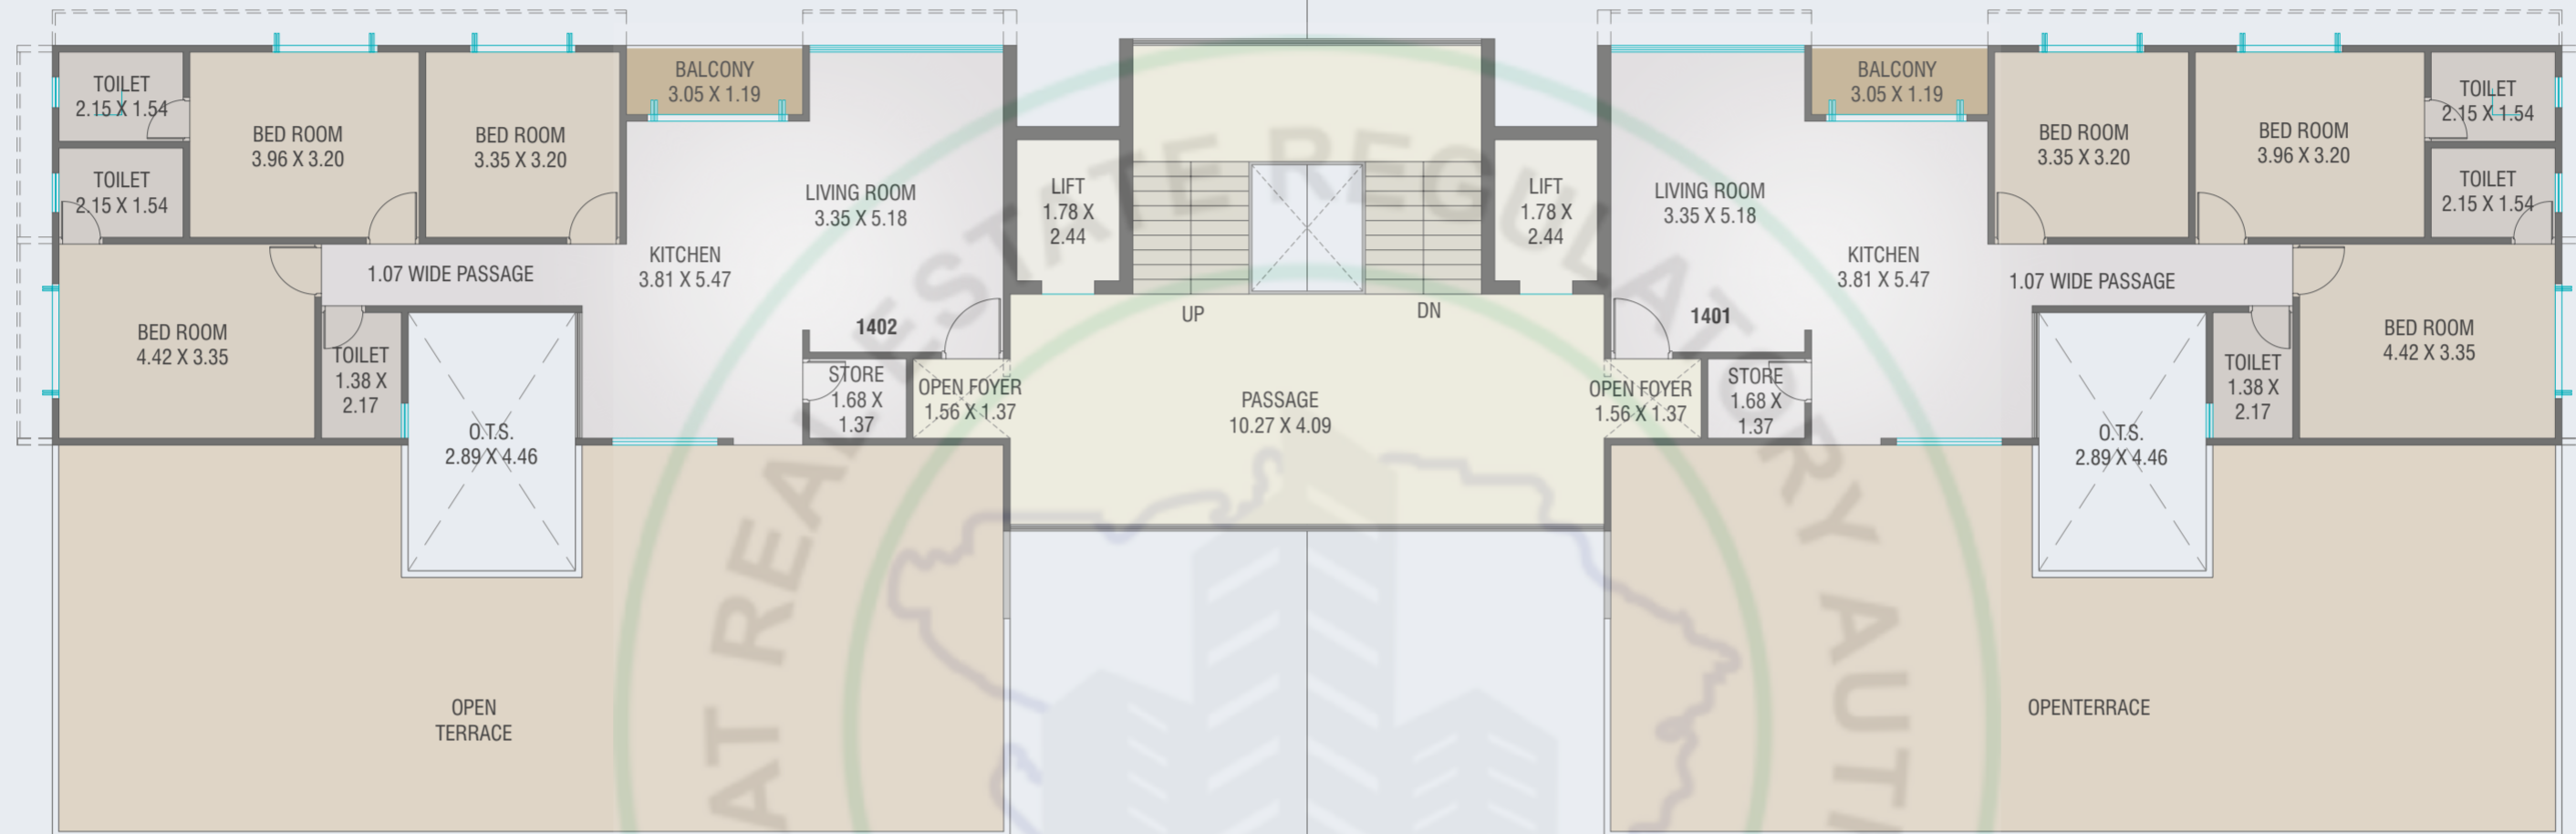 TOILET
2.15 X 1.54
BED ROOM
3.96 X 3.20
BED ROOM
3.35 X 3.20
BALCONY
3.05 X 1.19
TOILET
2.15 X 1.54
LIVING ROOM
3.35 X 5.18
KITCHEN
3.81 X 5.47
1.07 WIDE PASSAGE
BED ROOM
4.42 X 3.35
TOILET
1.38 X
2.17
O.T.S.
2.89 X 4.46
1402
STORE
1.68 X
1.37
OPEN FOYER
1.56 X 1.37
OPEN
TERRACE
LIFT
1.78 X
2.44
UP
DN
LIFT
1.78 X
2.44
PASSAGE
10.27 X 4.09
BALCONY
3.05 X 1.19
BED ROOM
3.35 X 3.20
BED ROOM
3.96 X 3.20
TOILET
2.15 X 1.54
TOILET
2.15 X 1.54
LIVING ROOM
3.35 X 5.18
KITCHEN
3.81 X 5.47
1.07 WIDE PASSAGE
1401
OPEN FOYER
1.56 X 1.37
STORE
1.68 X
1.37
O.T.S.
2.89 X 4.46
TOILET
1.38 X
2.17
BED ROOM
4.42 X 3.35
OPENTERRACE
AT REAL ESTATE REGULATORY AUT